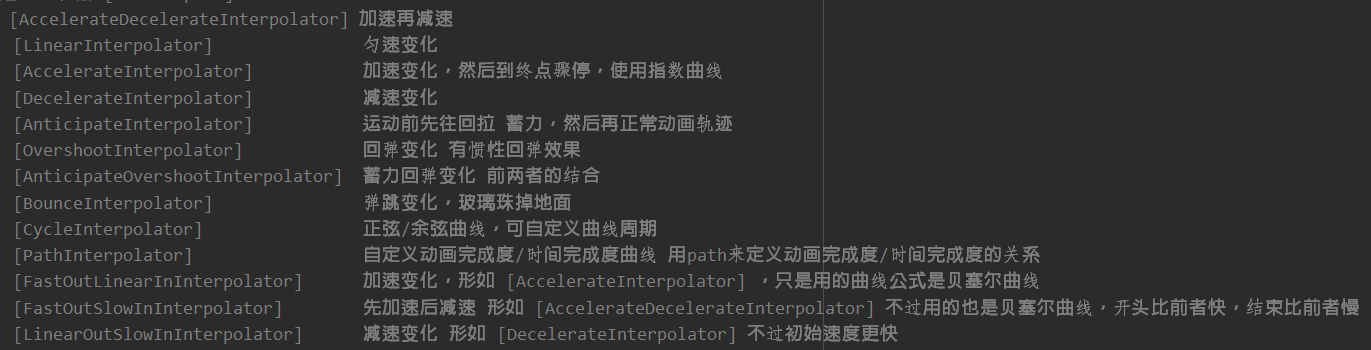 [AccelerateDecelerateInterpolator] 加速再减速
[LinearInterpolator] 匀速变化
[AccelerateInterpolator] 加速变化，然后到终点骤停，使用指数曲线
[DecelerateInterpolator] 减速变化
[AnticipateInterpolator] 运动前先往回拉 蓄力，然后再正常动画轨迹
[OvershootInterpolator] 回弹变化 有惯性回弹效果
[AnticipateOvershootInterpolator] 蓄力回弹变化 前两者的结合
[BounceInterpolator] 弹跳变化，玻璃珠掉地面
[CycleInterpolator] 正弦/余弦曲线，可自定义曲线周期
[PathInterpolator] 自定义动画完成度/时间完成度曲线 用path来定义动画完成度/时间完成度的关系
[FastOutLinearInInterpolator] 加速变化，形如 [AccelerateInterpolator] ，只是用的曲线公式是贝塞尔曲线
[FastOutSlowInInterpolator] 先加速后减速 形如 [AccelerateDecelerateInterpolator] 不过用的也是贝塞尔曲线，开头比前者快，结束比前者慢
[LinearOutSlowInInterpolator] 减速变化 形如 [DecelerateInterpolator] 不过初始速度更快